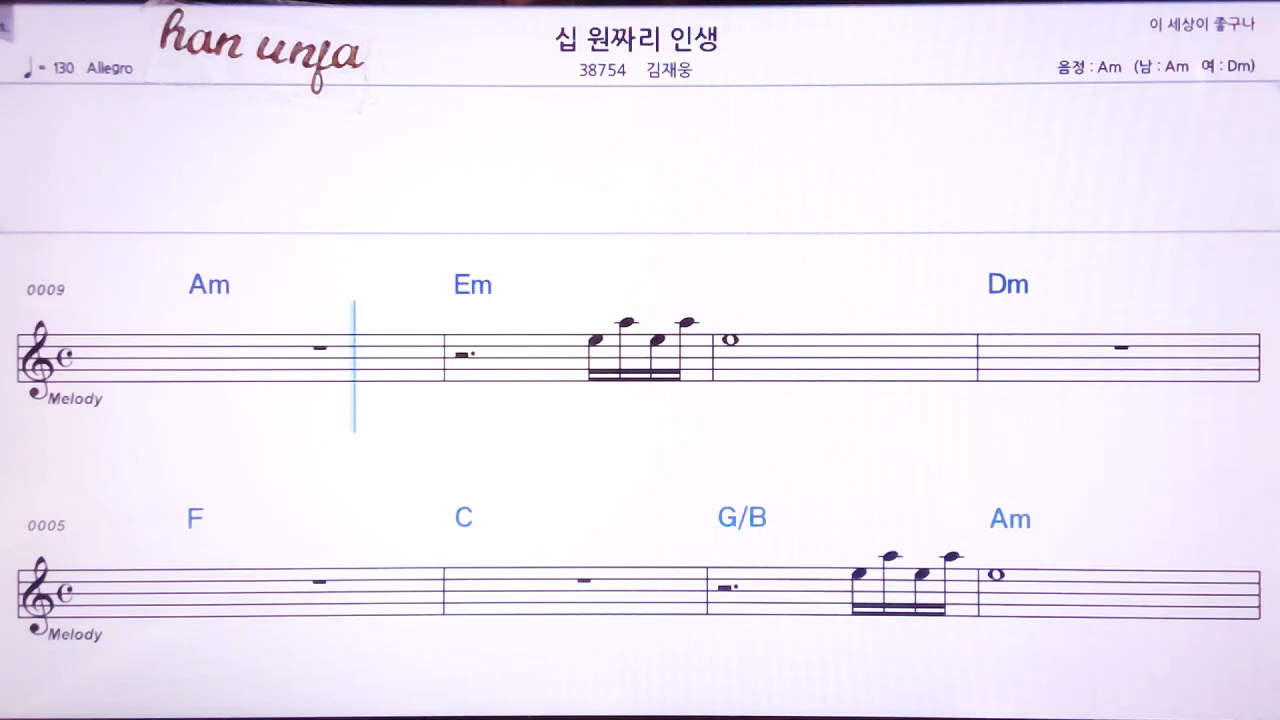 han unja
십 원짜리 인생
이 세상이 좋구나
♩ = 130 Allegro
38754 김재웅
음정 : Am (남 : Am 여 : Dm)
0009 Am Em Dm
Melody
0005 F C G/B Am
Melody